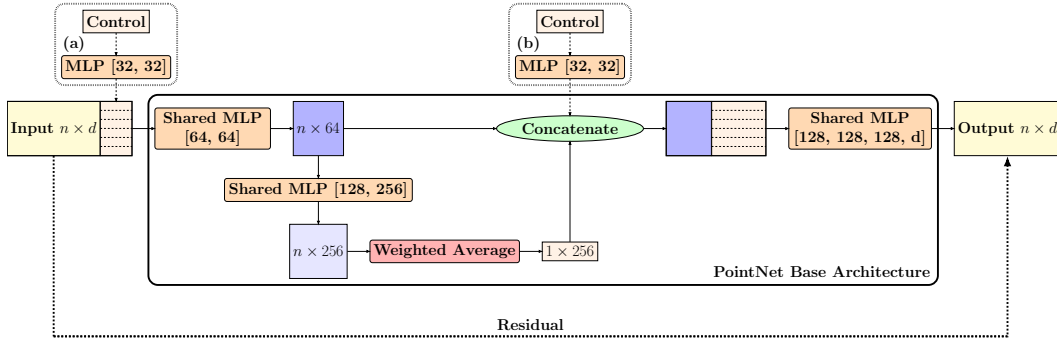 Control
(a)
MLP [32, 32]
Control
(b)
MLP [32, 32]
Input n × d
Shared MLP
[64, 64]
n × 64
Concatenate
Shared MLP
[128, 128, 128, d]
Output n × d
Shared MLP [128, 256]
n × 256
Weighted Average
1 × 256
PointNet Base Architecture
Residual